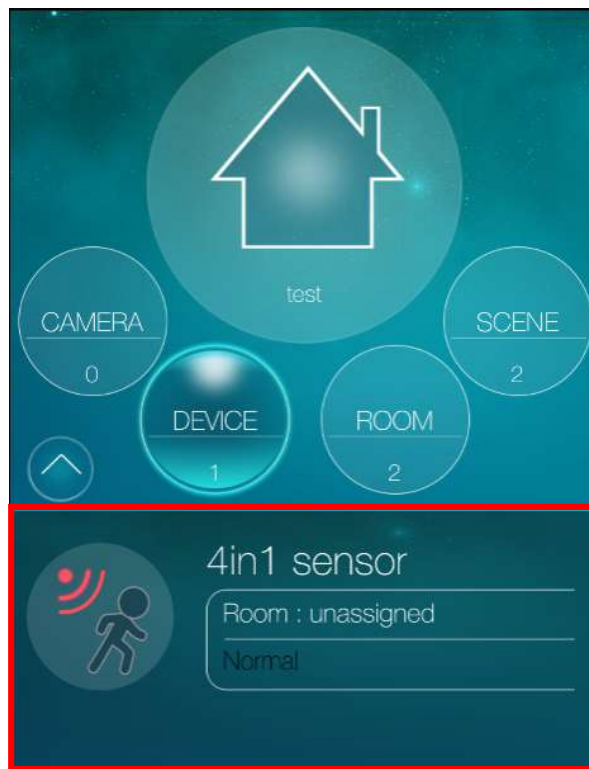 test
CAMERA
0
SCENE
2
DEVICE
1
ROOM
2
4in1 sensor
Room : unassigned
Normal